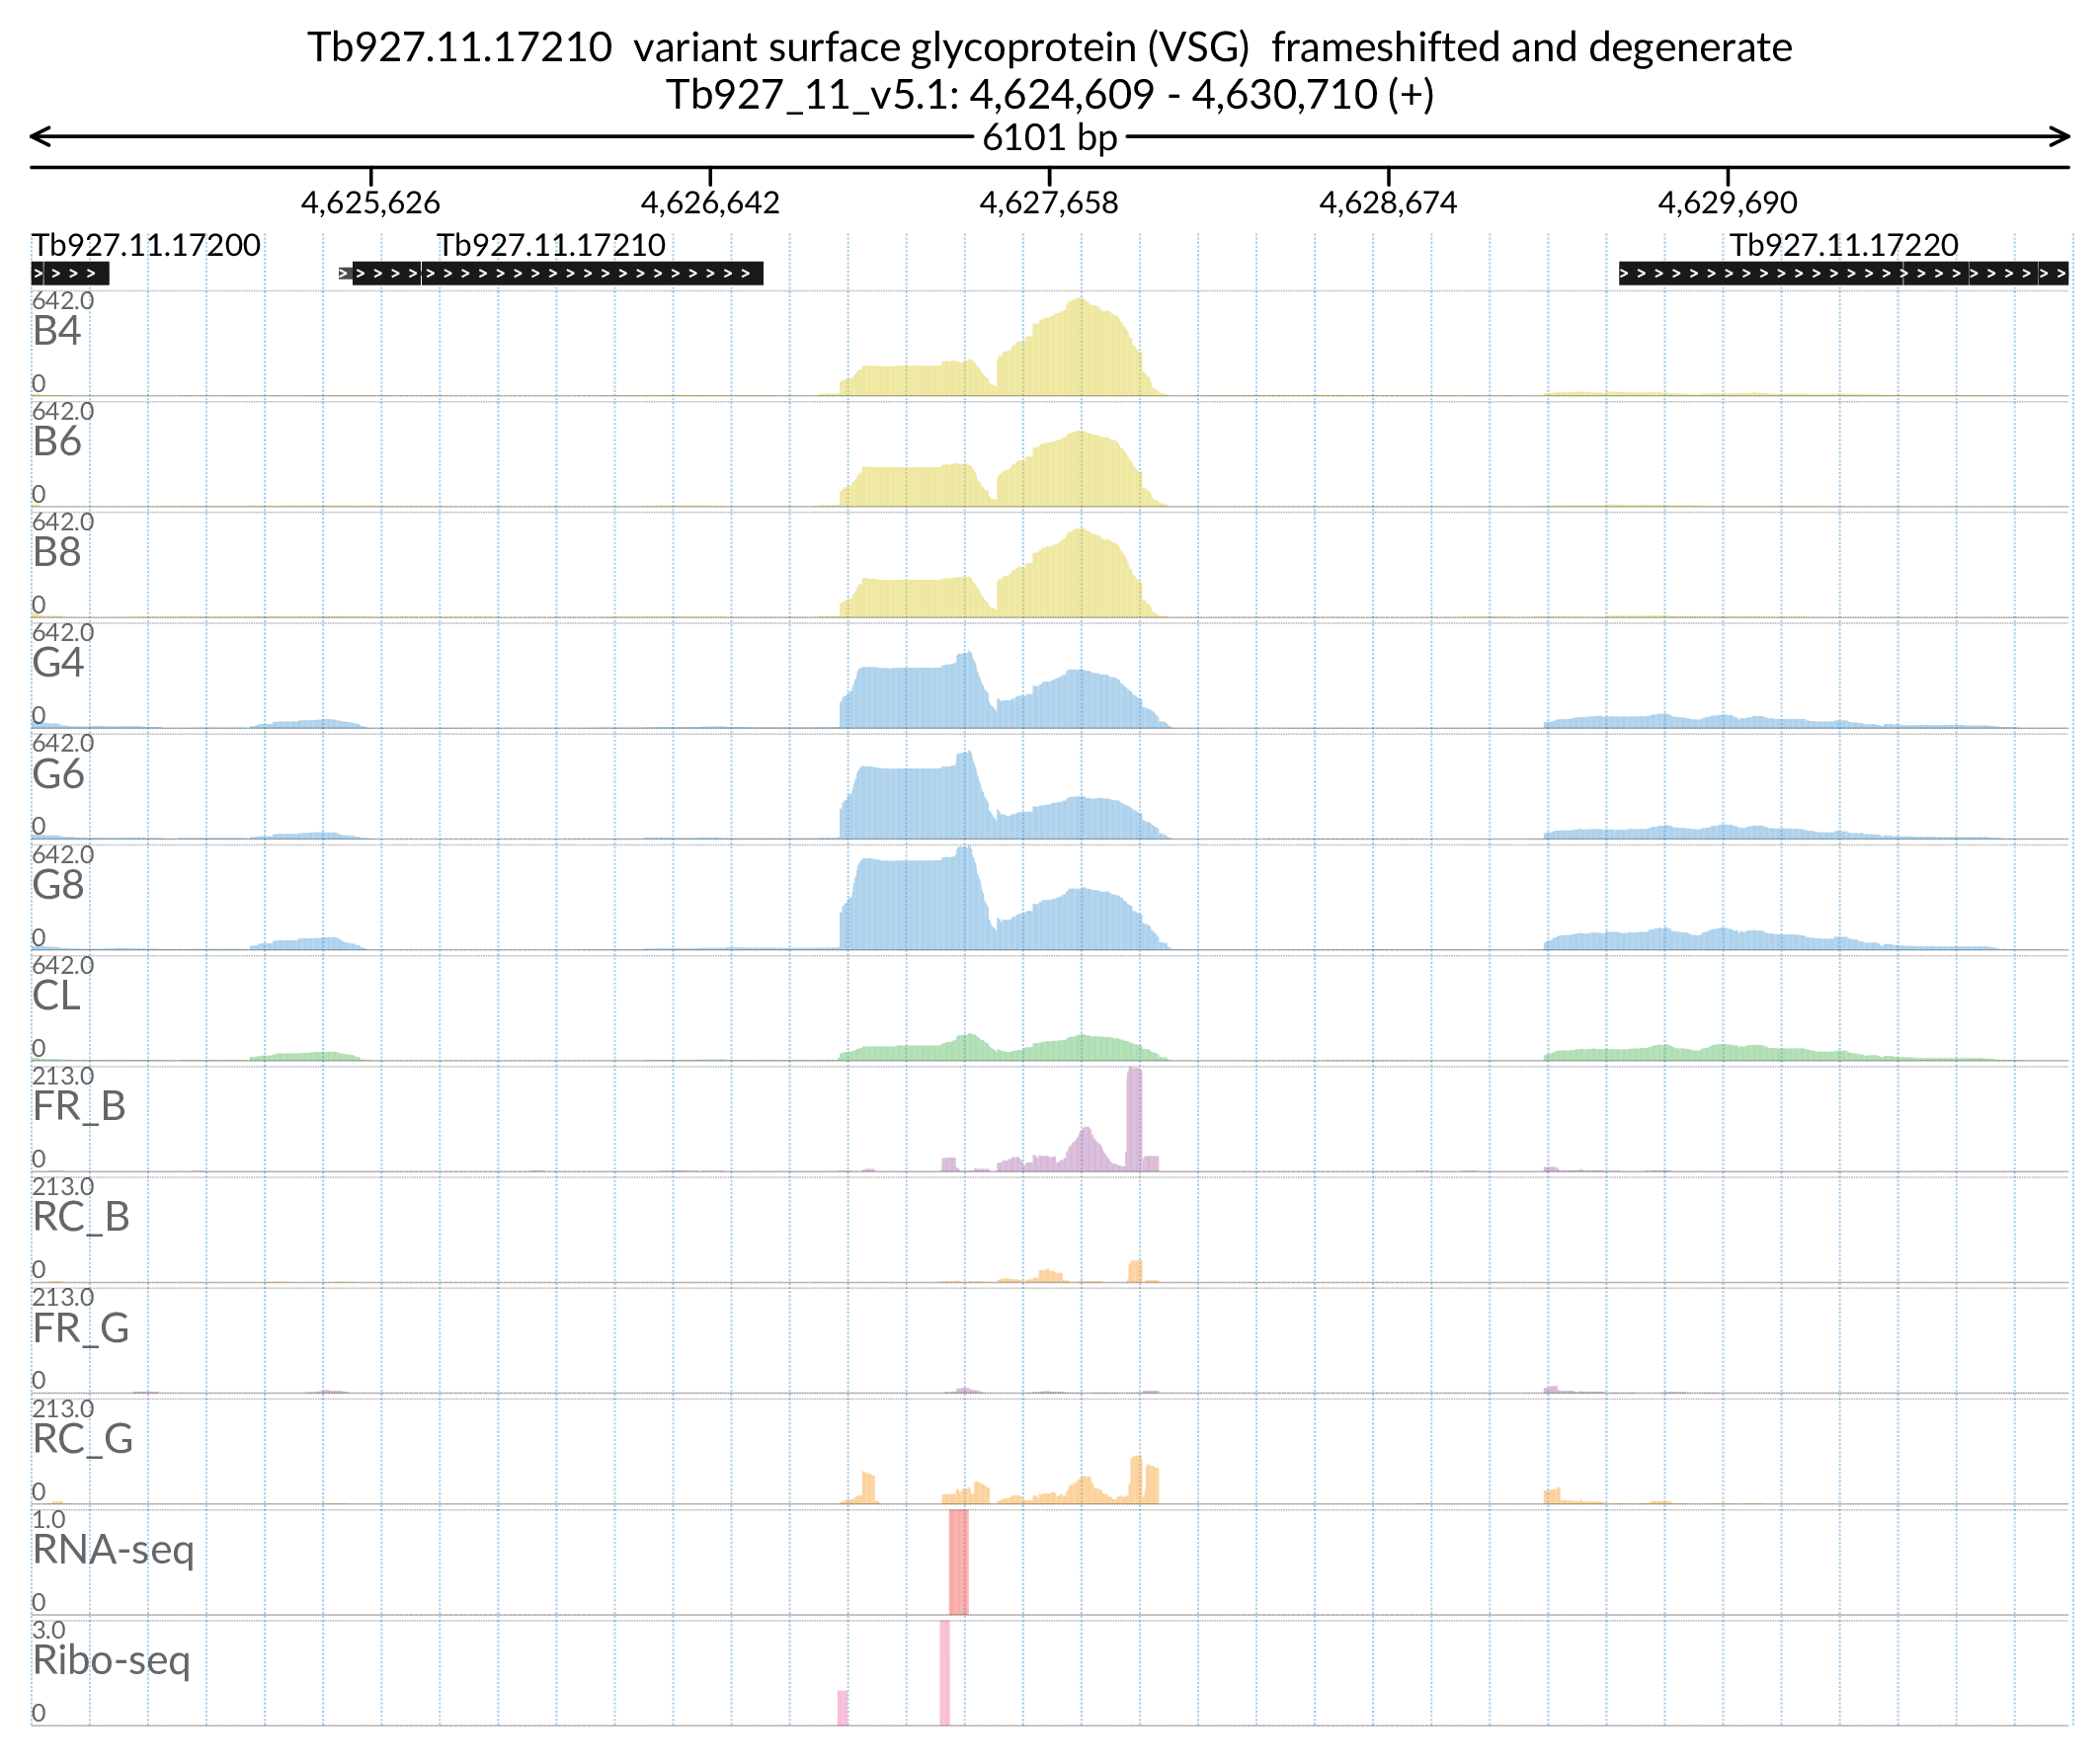 Tb927.11.17210  variant surface glycoprotein (VSG)  frameshifted and degenerate
Tb927_11_v5.1: 4,624,609 - 4,630,710 (+)
6101 bp
4,625,626 4,626,642 4,627,658 4,628,674 4,629,690
Tb927.11.17200 Tb927.11.17210 Tb927.11.17220
642.0
B4
0
642.0
B6
0
642.0
B8
0
642.0
G4
0
642.0
G6
0
642.0
G8
0
642.0
CL
0
213.0
FR_B
0
213.0
RC_B
0
213.0
FR_G
0
213.0
RC_G
0
1.0
RNA-seq
0
3.0
Ribo-seq
0